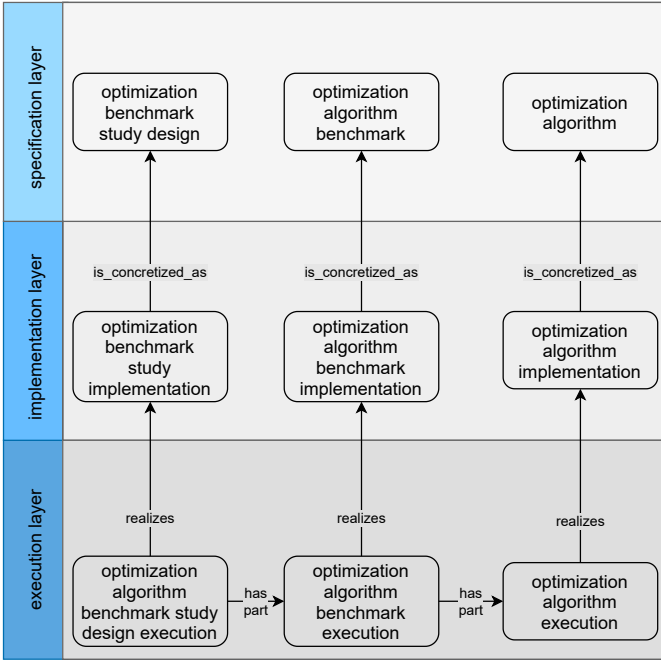 specification layer
optimization
benchmark
study design
optimization
algorithm
benchmark
optimization
algorithm
is_concretized_as
is_concretized_as
is_concretized_as
implementation layer
optimization
benchmark
study
implementation
optimization
algorithm
benchmark
implementation
optimization
algorithm
implementation
realizes
realizes
realizes
execution layer
optimization
algorithm
benchmark study
design execution
has
part
optimization
algorithm
benchmark
execution
has
part
optimization
algorithm
execution